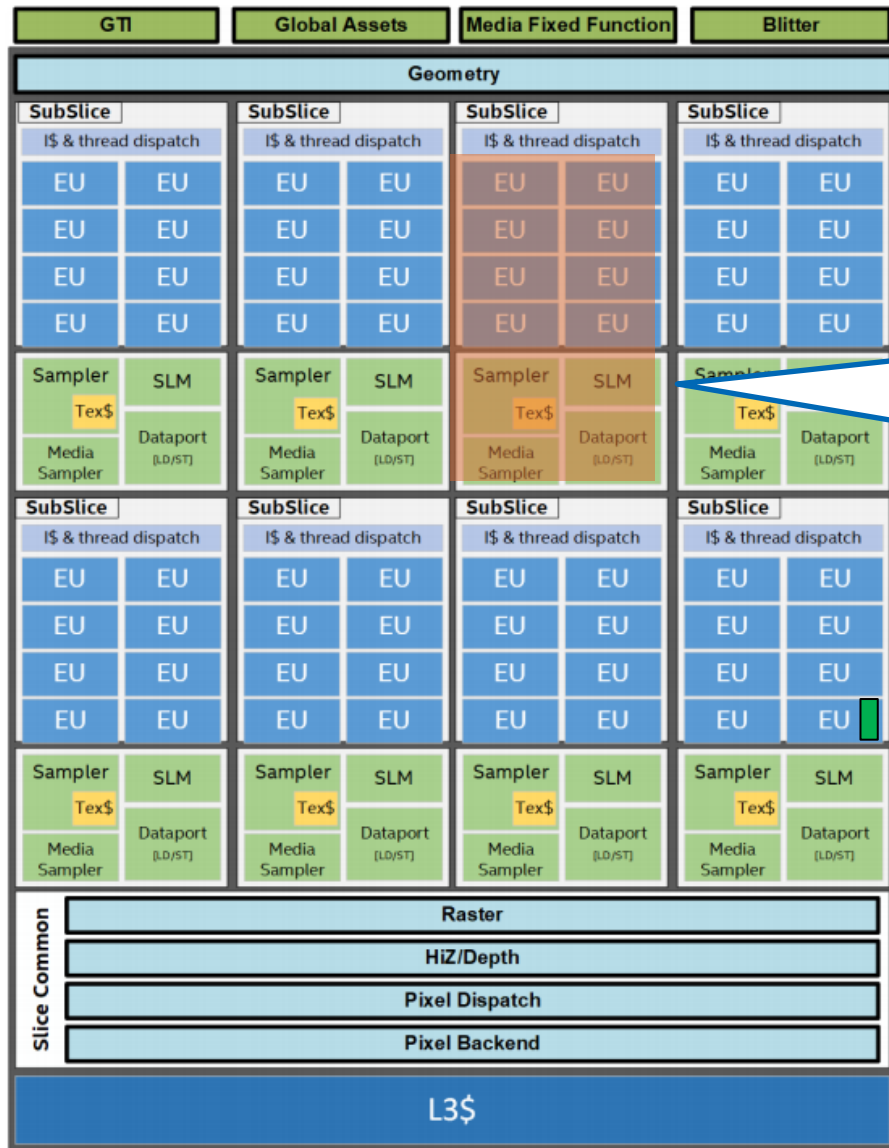 GTI Global Assets Media Fixed Function Blitter
Geometry
SubSlice SubSlice SubSlice SubSlice
I$ & thread dispatch I$ & thread dispatch I$ & thread dispatch I$ & thread dispatch
EU EU EU EU EU EU EU EU
EU EU EU EU EU EU EU EU
EU EU EU EU EU EU EU EU
EU EU EU EU EU EU EU EU
Sampler SLM Sampler SLM Sampler SLM Sampler
Tex$ Tex$ Tex$ Tex$
Dataport Dataport Dataport Dataport
Media [LD/ST] Media [LD/ST] Media [LD/ST] Media [LD/ST]
Sampler Sampler Sampler Sampler
SubSlice SubSlice SubSlice SubSlice
I$ & thread dispatch I$ & thread dispatch I$ & thread dispatch I$ & thread dispatch
EU EU EU EU EU EU EU EU
EU EU EU EU EU EU EU EU
EU EU EU EU EU EU EU EU
EU EU EU EU EU EU EU EU
Sampler SLM Sampler SLM Sampler SLM Sampler SLM
Tex$ Tex$ Tex$ Tex$
Dataport Dataport Dataport Dataport
Media [LD/ST] Media [LD/ST] Media [LD/ST] Media [LD/ST]
Sampler Sampler Sampler Sampler
Slice Common
Raster
HiZ/Depth
Pixel Dispatch
Pixel Backend
L3$